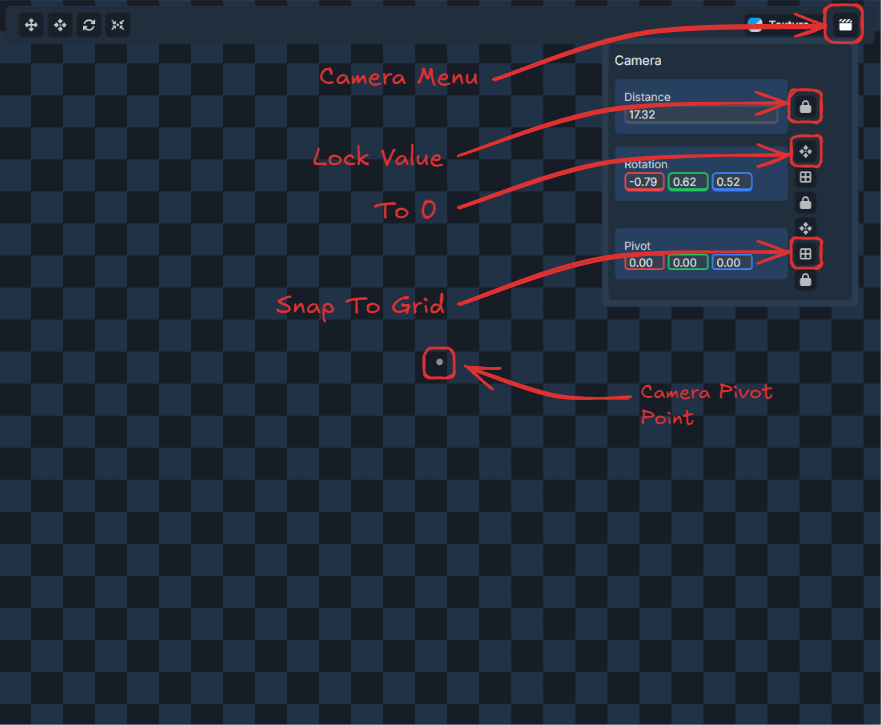 Texture
Camera Menu
Camera
Distance
17.32
Lock Value
Rotation
-0.79 0.62 0.52
To 0
Pivot
0.00 0.00 0.00
Snap To Grid
Camera Pivot
Point